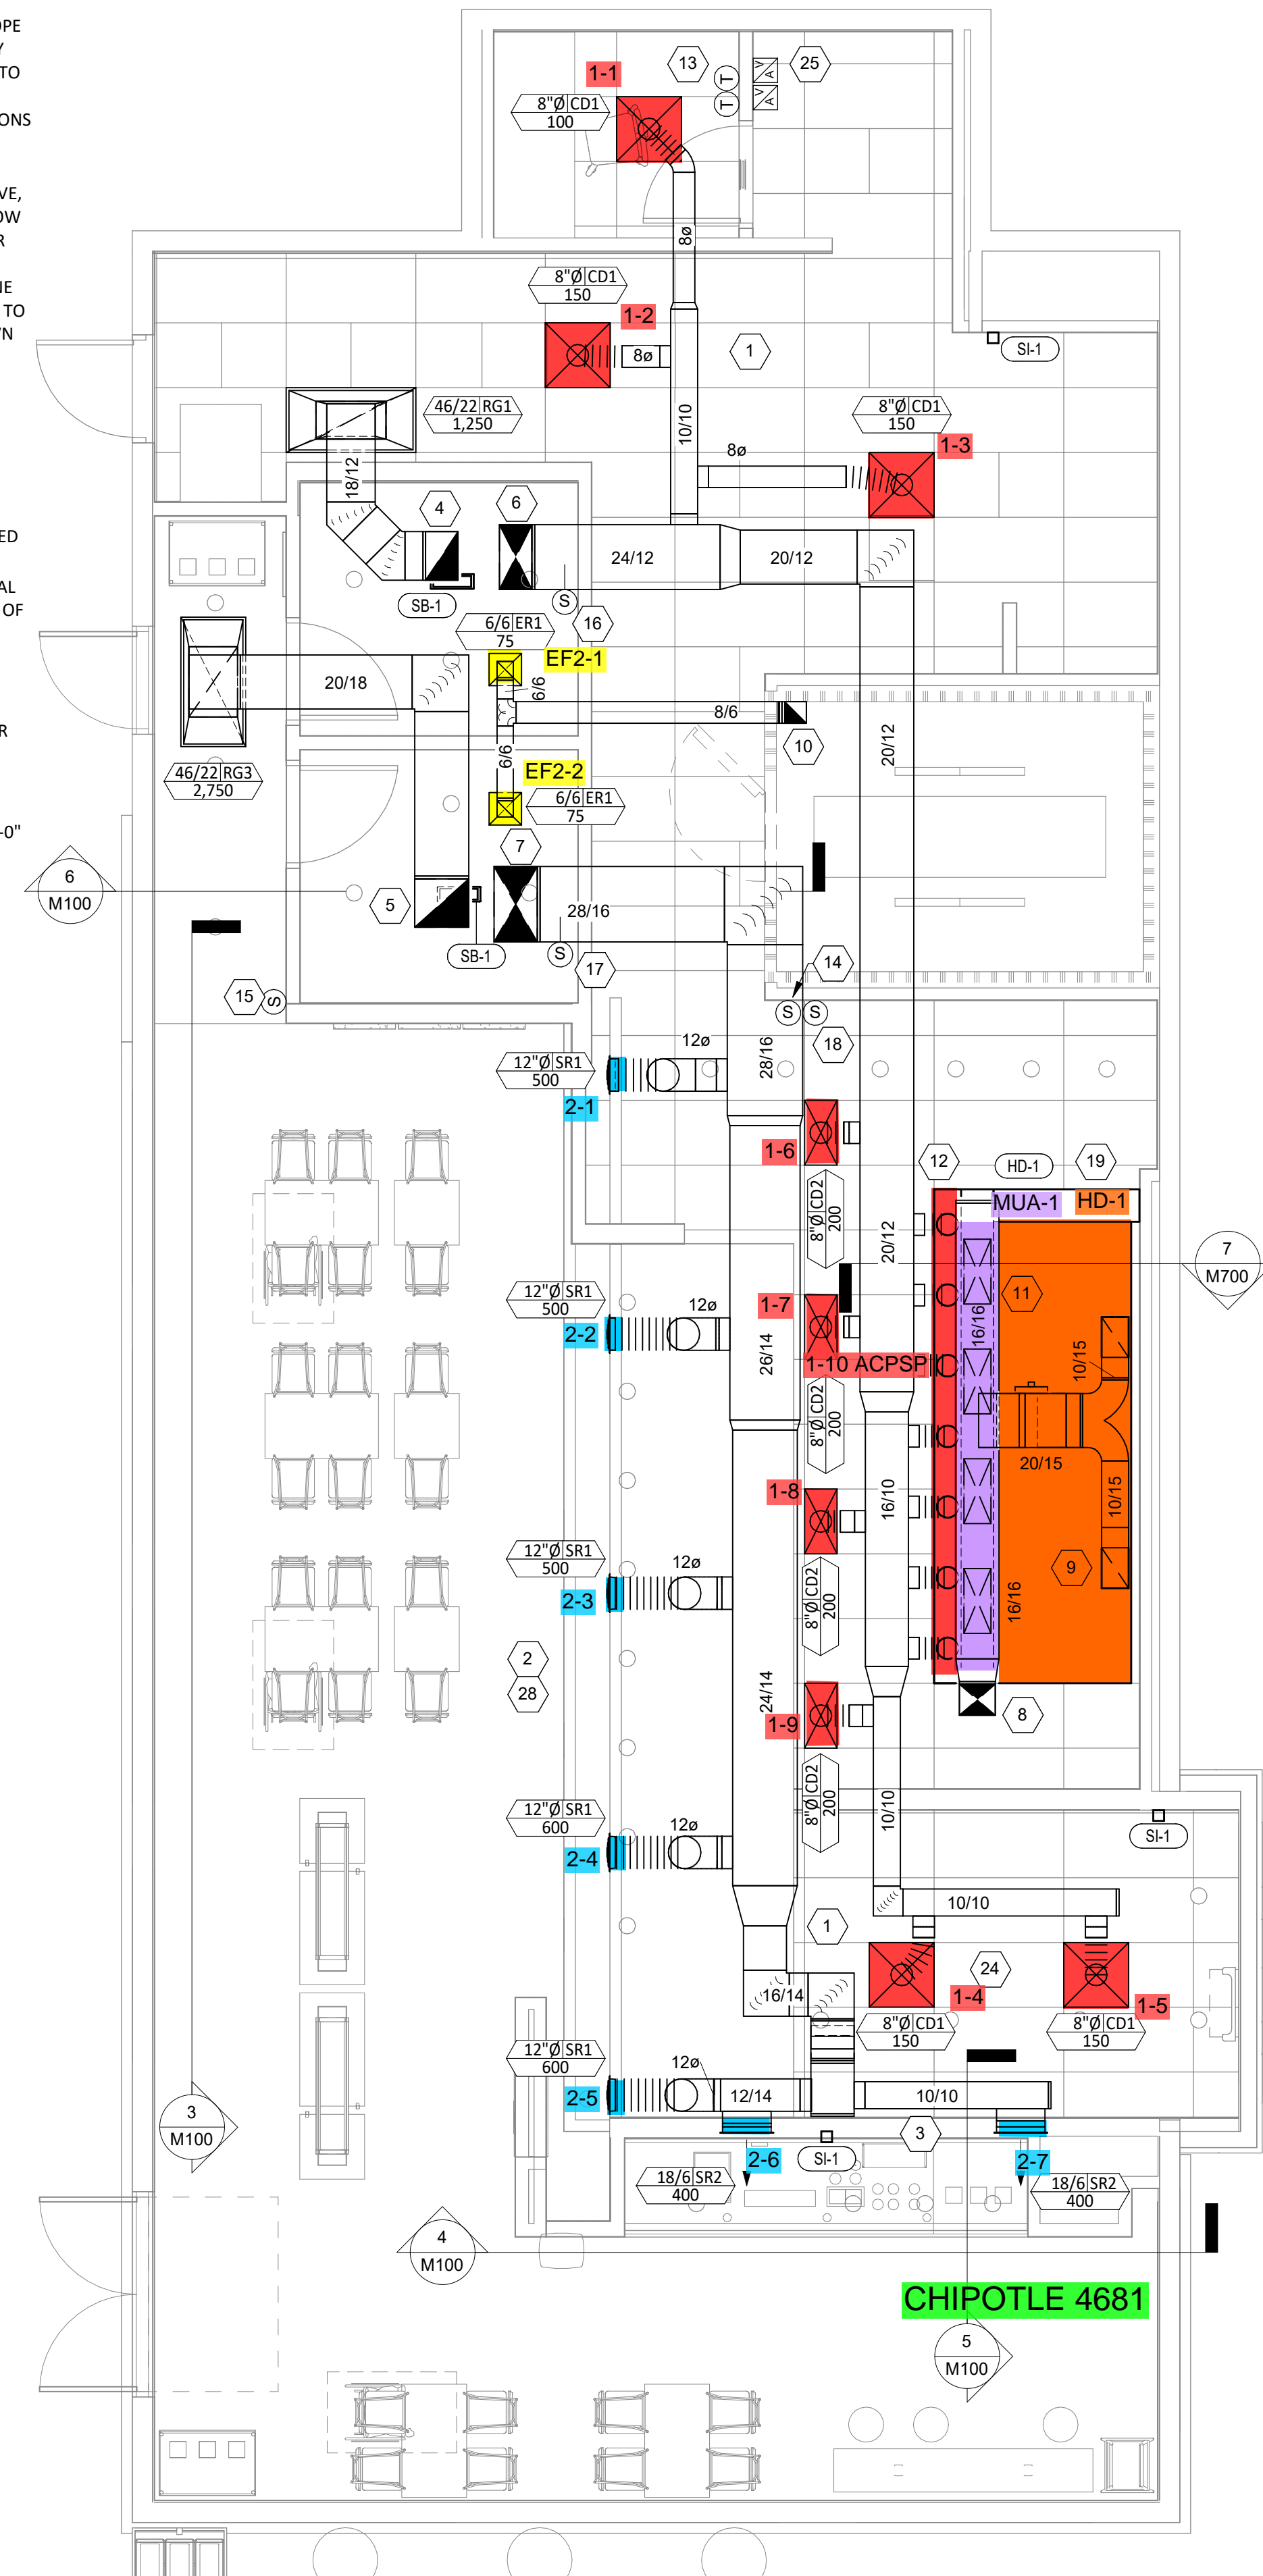 OPE
Y
TO
ONS
VE,
OW
R
NE
TO
WN
ED
AL
OF
R
-0"
1-1
13
T
T
V
A
V
A
25
8"Ø CD1
100
8ø
8"Ø CD1
150
1-2
8ø
1
SI-1
46/22 RG1
1,250
10/10
8"Ø CD1
150
1-3
8ø
18/12
4
6
24/12
20/12
SB-1
S
16
6/6 ER1
75
EF2-1
20/18
6/6
8/6
10
6/6
EF2-2
46/22 RG3
2,750
6/6 ER1
75
20/12
7
6
M100
5
28/16
SB-1
S
17
14
15
S
S
S
18
12ø
28/16
12"Ø SR1
500
2-1
1-6
12
HD-1
19
MUA-1
HD-1
8"Ø CD2
200
20/12
7
M700
11
12"Ø SR1
500
2-2
12ø
1-7
16/16
26/14
1-10 ACPSP
10/15
8"Ø CD2
200
20/15
1-8
16/10
10/15
12"Ø SR1
500
2-3
12ø
9
8"Ø CD2
200
16/16
2
28
24/14
1-9
8
8"Ø CD2
200
10/10
12"Ø SR1
600
2-4
12ø
SI-1
10/10
1
24
16/14
1-4
1-5
8"Ø CD1
150
8"Ø CD1
150
12"Ø SR1
600
2-5
12ø
12/14
10/10
3
M100
3
2-6
SI-1
2-7
18/6 SR2
400
18/6 SR2
400
4
M100
CHIPOTLE 4681
5
M100